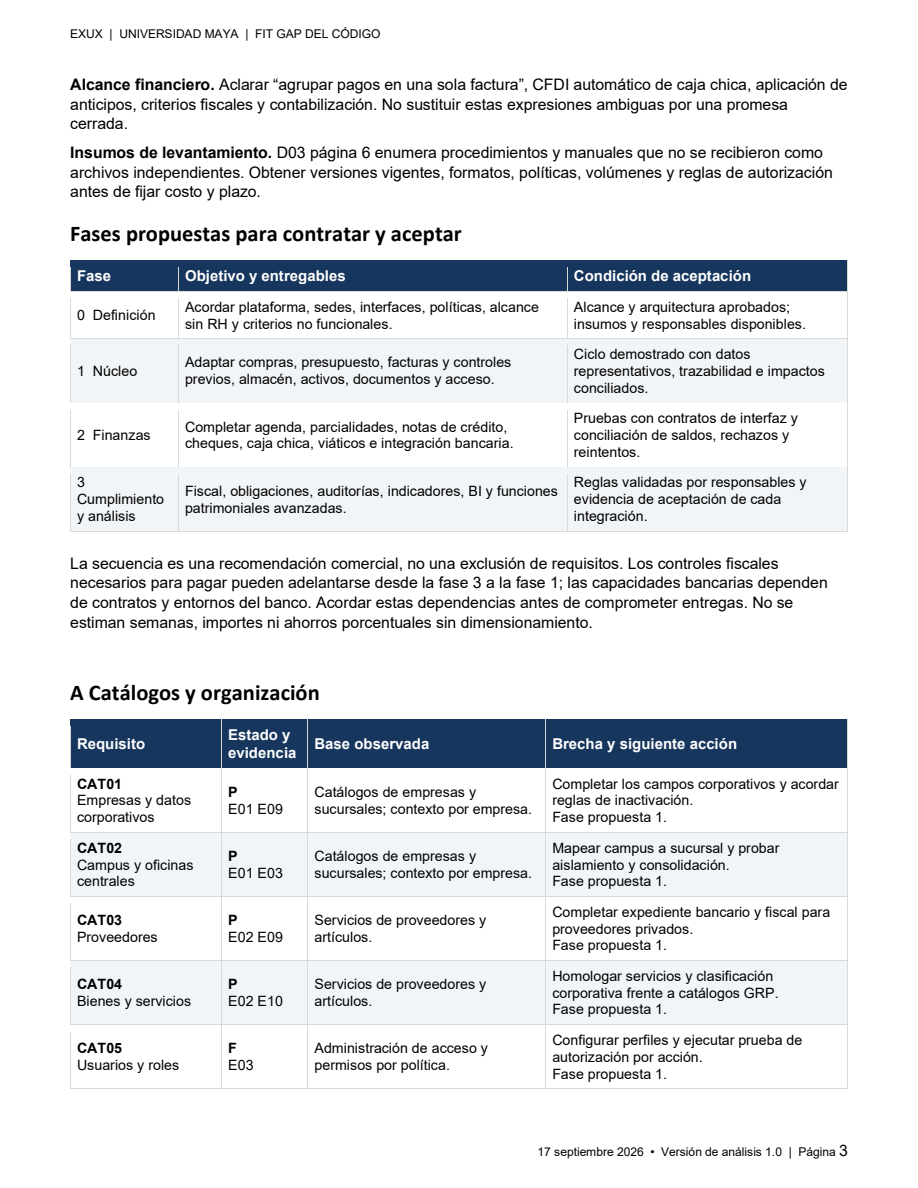 EXUX | UNIVERSIDAD MAYA | FIT GAP DEL CÓDIGO
Alcance financiero. Aclarar “agrupar pagos en una sola factura”, CFDI automático de caja chica, aplicación de
anticipos, criterios fiscales y contabilización. No sustituir estas expresiones ambiguas por una promesa
cerrada.
Insumos de levantamiento. D03 página 6 enumera procedimientos y manuales que no se recibieron como
archivos independientes. Obtener versiones vigentes, formatos, políticas, volúmenes y reglas de autorización
antes de fijar costo y plazo.
Fases propuestas para contratar y aceptar
Fase Objetivo y entregables Condición de aceptación
0 Definición
Acordar plataforma, sedes, interfaces, políticas, alcance
sin RH y criterios no funcionales.
Alcance y arquitectura aprobados;
insumos y responsables disponibles.
1 Núcleo
Adaptar compras, presupuesto, facturas y controles
previos, almacén, activos, documentos y acceso.
Ciclo demostrado con datos
representativos, trazabilidad e impactos
conciliados.
2 Finanzas
Completar agenda, parcialidades, notas de crédito,
cheques, caja chica, viáticos e integración bancaria.
Pruebas con contratos de interfaz y
conciliación de saldos, rechazos y
reintentos.
3
Cumplimiento
y análisis
Fiscal, obligaciones, auditorías, indicadores, BI y funciones
patrimoniales avanzadas.
Reglas validadas por responsables y
evidencia de aceptación de cada
integración.
La secuencia es una recomendación comercial, no una exclusión de requisitos. Los controles fiscales
necesarios para pagar pueden adelantarse desde la fase 3 a la fase 1; las capacidades bancarias dependen
de contratos y entornos del banco. Acordar estas dependencias antes de comprometer entregas. No se
estiman semanas, importes ni ahorros porcentuales sin dimensionamiento.
A Catálogos y organización
Requisito
Estado y
evidencia
Base observada
Brecha y siguiente acción
CAT01
Empresas y datos
corporativos
P
E01 E09
Catálogos de empresas y
sucursales; contexto por empresa.
Completar los campos corporativos y acordar
reglas de inactivación.
Fase propuesta 1.
CAT02
Campus y oficinas
centrales
P
E01 E03
Catálogos de empresas y
sucursales; contexto por empresa.
Mapear campus a sucursal y probar
aislamiento y consolidación.
Fase propuesta 1.
CAT03
Proveedores
P
E02 E09
Servicios de proveedores y
artículos.
Completar expediente bancario y fiscal para
proveedores privados.
Fase propuesta 1.
CAT04
Bienes y servicios
P
E02 E10
Servicios de proveedores y
artículos.
Homologar servicios y clasificación
corporativa frente a catálogos GRP.
Fase propuesta 1.
CAT05
Usuarios y roles
F
E03
Administración de acceso y
permisos por política.
Configurar perfiles y ejecutar prueba de
autorización por acción.
Fase propuesta 1.
17 septiembre 2026 • Versión de análisis 1.0 | Página 3